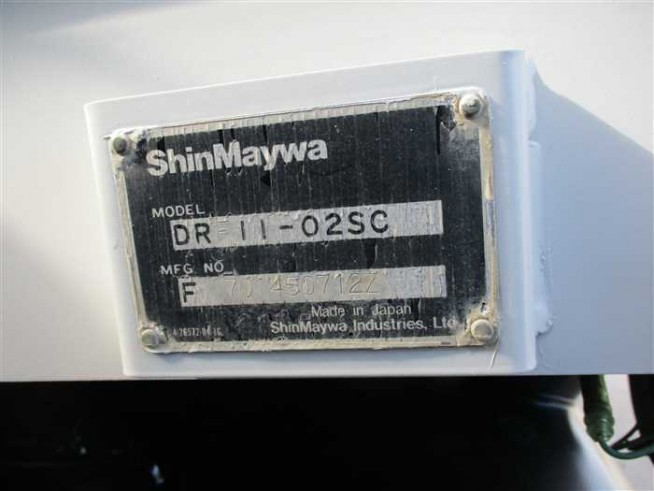 ShinMaywa
MODEL
DR-11-02SC
MFG NO
F
Made in Japan
ShinMaywa Industries, Ltd.